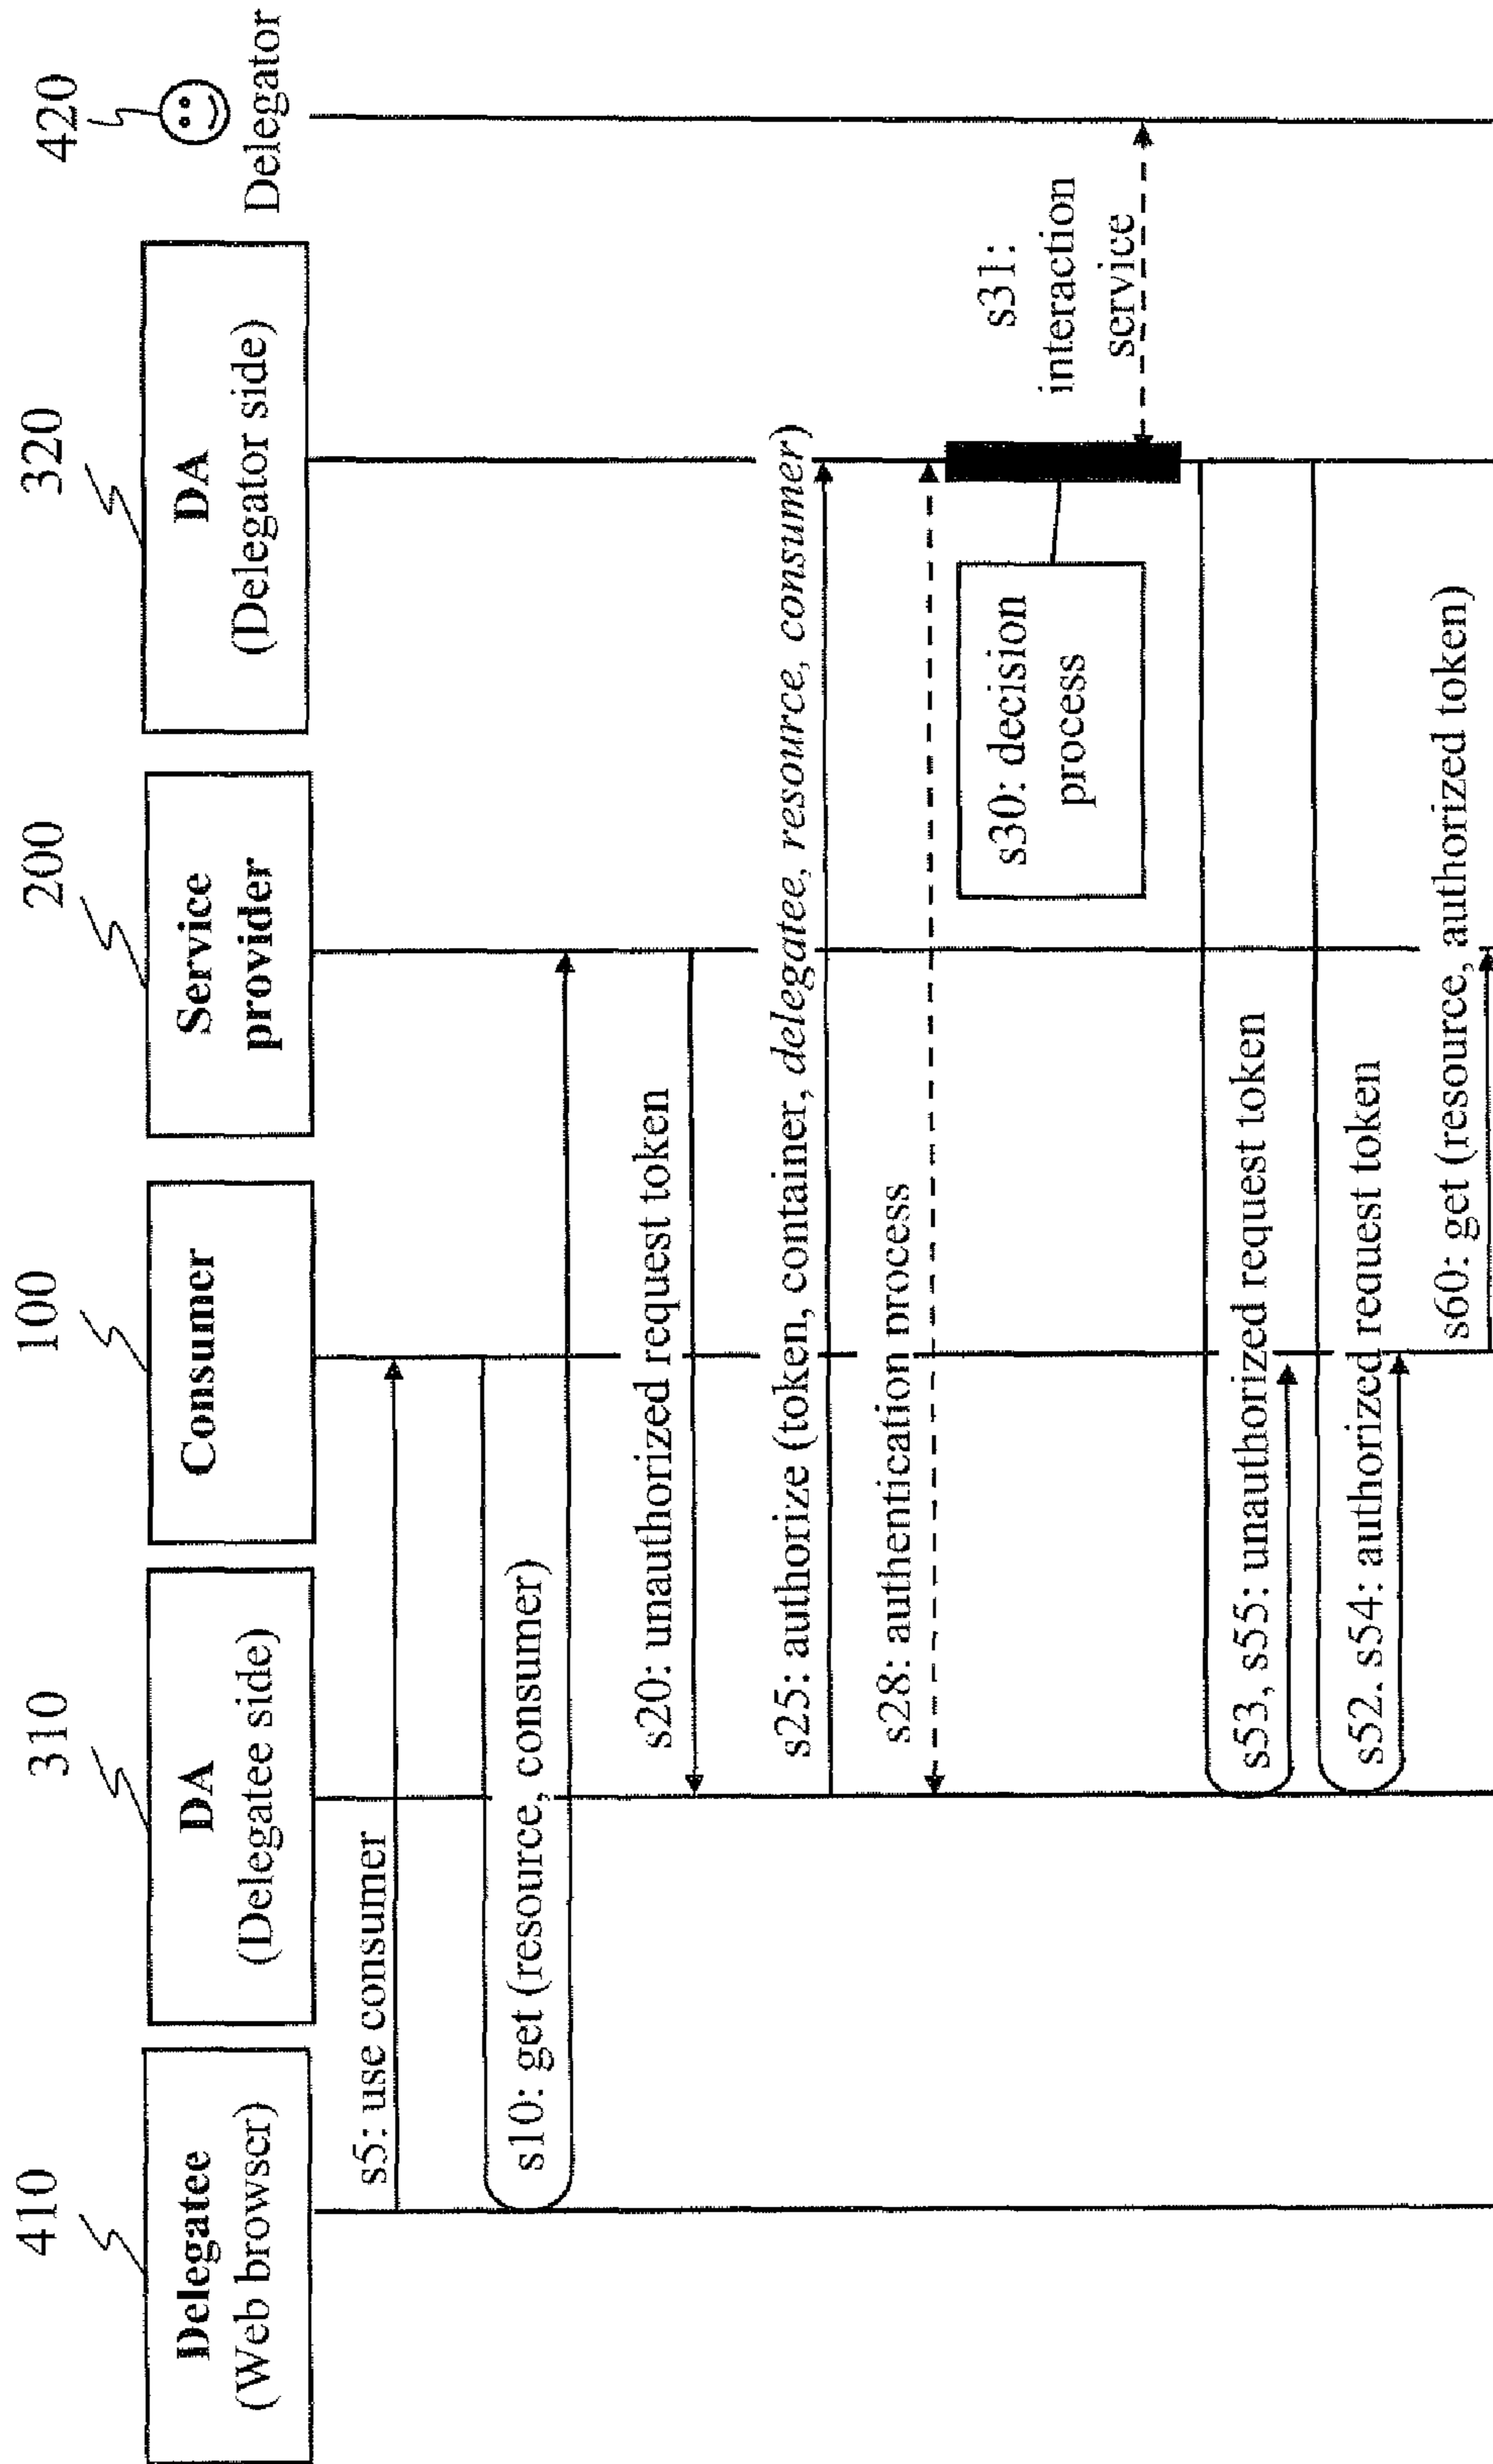 410
310
100
200
320
420
Delegatee
(Web browser)
DA
(Delegatee side)
Consumer
Service
provider
DA
(Delegator side)
Delegator
s5: use consumer
s10: get (resource, consumer)
s20: unauthorized request token
s25: authorize (token, container, delegatee, resource, consumer)
s28: authentication process
s30: decision
process
s31:
interaction
service
s53, s55: unauthorized request token
s52. s54: authorized request token
s60: get (resource, authorized token)